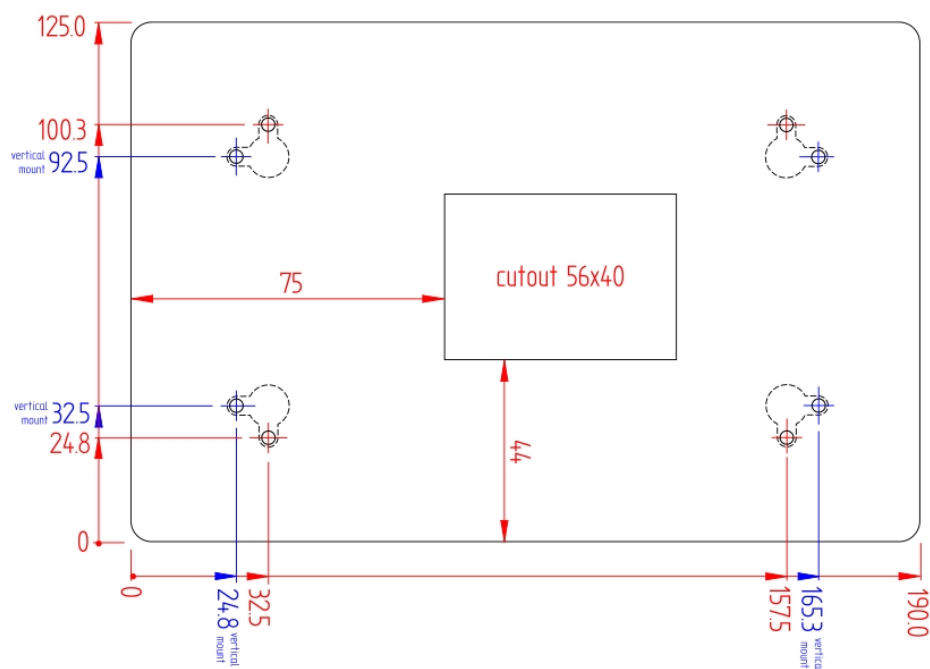 125.0
100.3
vertical
mount 92.5
75
cutout 56x40
vertical
mount 32.5
24.8
44
0
0
24.8 vertical
mount
32.5
157.5
165.3 vertical
mount
190.0